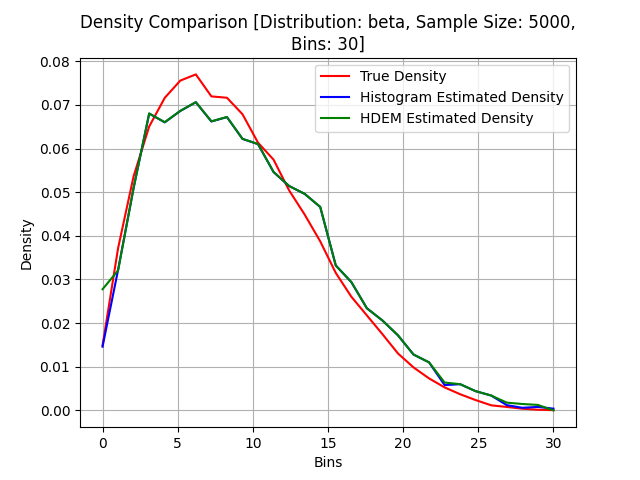 Density Comparison [Distribution: beta, Sample Size: 5000,
Bins: 30]
True Density
Histogram Estimated Density
HDEM Estimated Density
Density
0.08
0.07
0.06
0.05
0.04
0.03
0.02
0.01
0.00
0 5 10 15 20 25 30
Bins